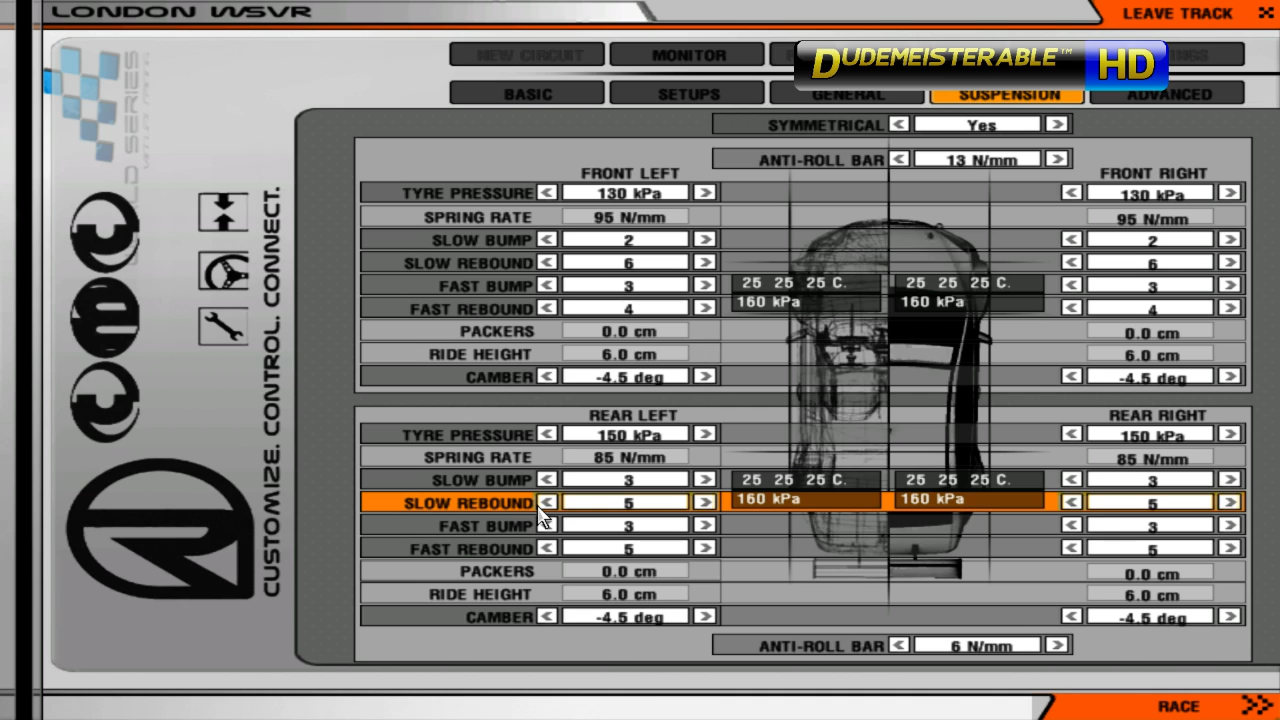 LONDON WSVR
LEAVE TRACK
NEW CIRCUIT MONITOR
DUDEMEISTERABLE™ HD
BASIC SETUPS GENERAL SUSPENSION ADVANCED
SYMMETRICAL Yes
ANTI-ROLL BAR 13 N/mm
FRONT LEFT FRONT RIGHT
TYRE PRESSURE 130 kPa 130 kPa
SPRING RATE 95 N/mm 95 N/mm
SLOW BUMP 2 2
SLOW REBOUND 6 6
FAST BUMP 3 25 25 25 C. 25 25 25 C. 3
160 kPa 160 kPa
FAST REBOUND 4 4
PACKERS 0.0 cm 0.0 cm
RIDE HEIGHT 6.0 cm 6.0 cm
CAMBER -4.5 deg -4.5 deg
REAR LEFT REAR RIGHT
TYRE PRESSURE 150 kPa 150 kPa
SPRING RATE 85 N/mm 85 N/mm
SLOW BUMP 3 25 25 25 C. 25 25 25 C. 3
SLOW REBOUND 5 160 kPa 160 kPa 5
FAST BUMP 3 3
FAST REBOUND 5 5
PACKERS 0.0 cm 0.0 cm
RIDE HEIGHT 6.0 cm 6.0 cm
CAMBER -4.5 deg -4.5 deg
ANTI-ROLL BAR 6 N/mm
CUSTOMIZE. CONTROL. CONNECT.
RACE